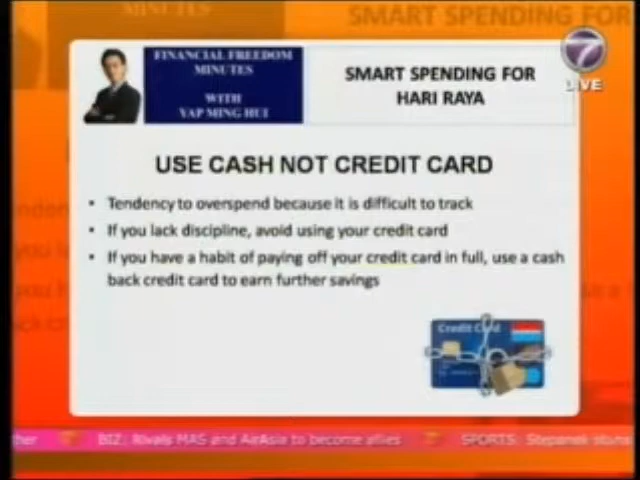 MINUTES
SMART SPENDING FOR
FINANCIAL FREEDOM
MINUTES
WITH
YAP MING HUI
SMART SPENDING FOR
HARI RAYA
7
LIVE
USE CASH NOT CREDIT CARD
• Tendency to overspend because it is difficult to track
• If you lack discipline, avoid using your credit card
• If you have a habit of paying off your credit card in full, use a cash
back credit card to earn further savings
Credit Card
her BIZ: Rivals MAS and AirAsia to become allies SPORTS: Stepanek stuns